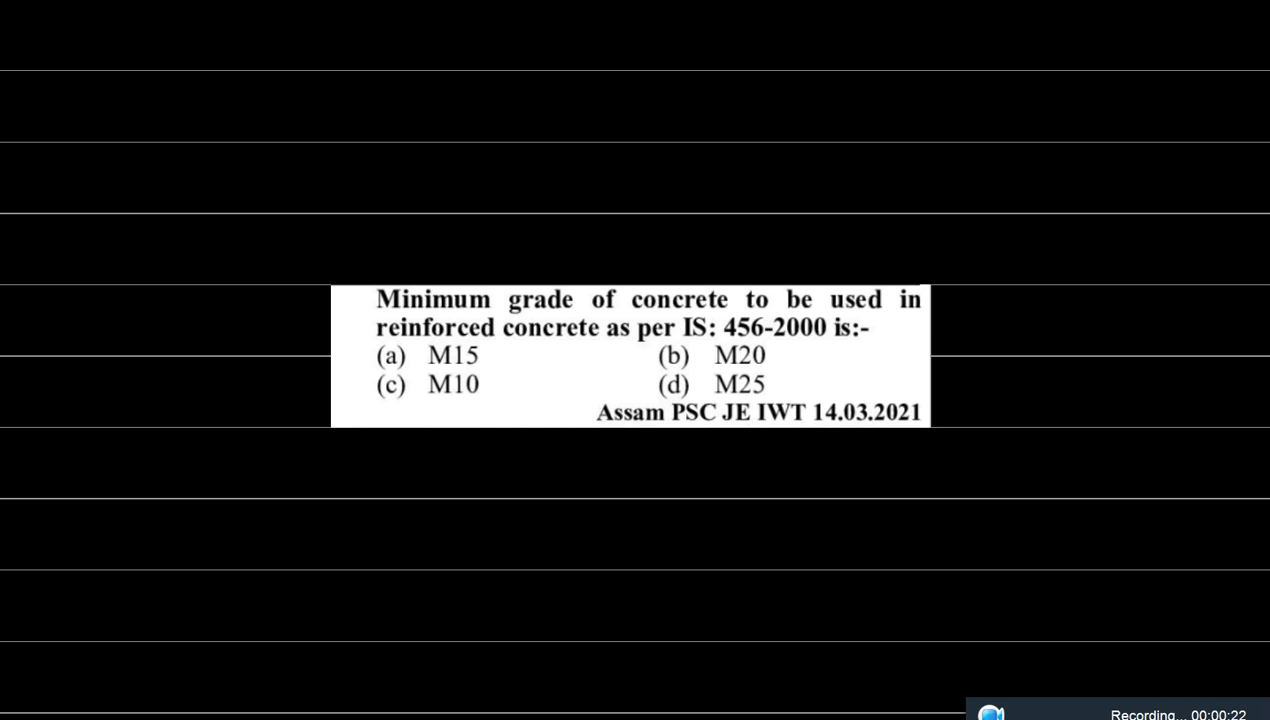 Minimum grade of concrete to be used in
reinforced concrete as per IS: 456-2000 is:-
(a) M15 (b) M20
(c) M10 (d) M25
Assam PSC JE IWT 14.03.2021
Recording... 00:00:22